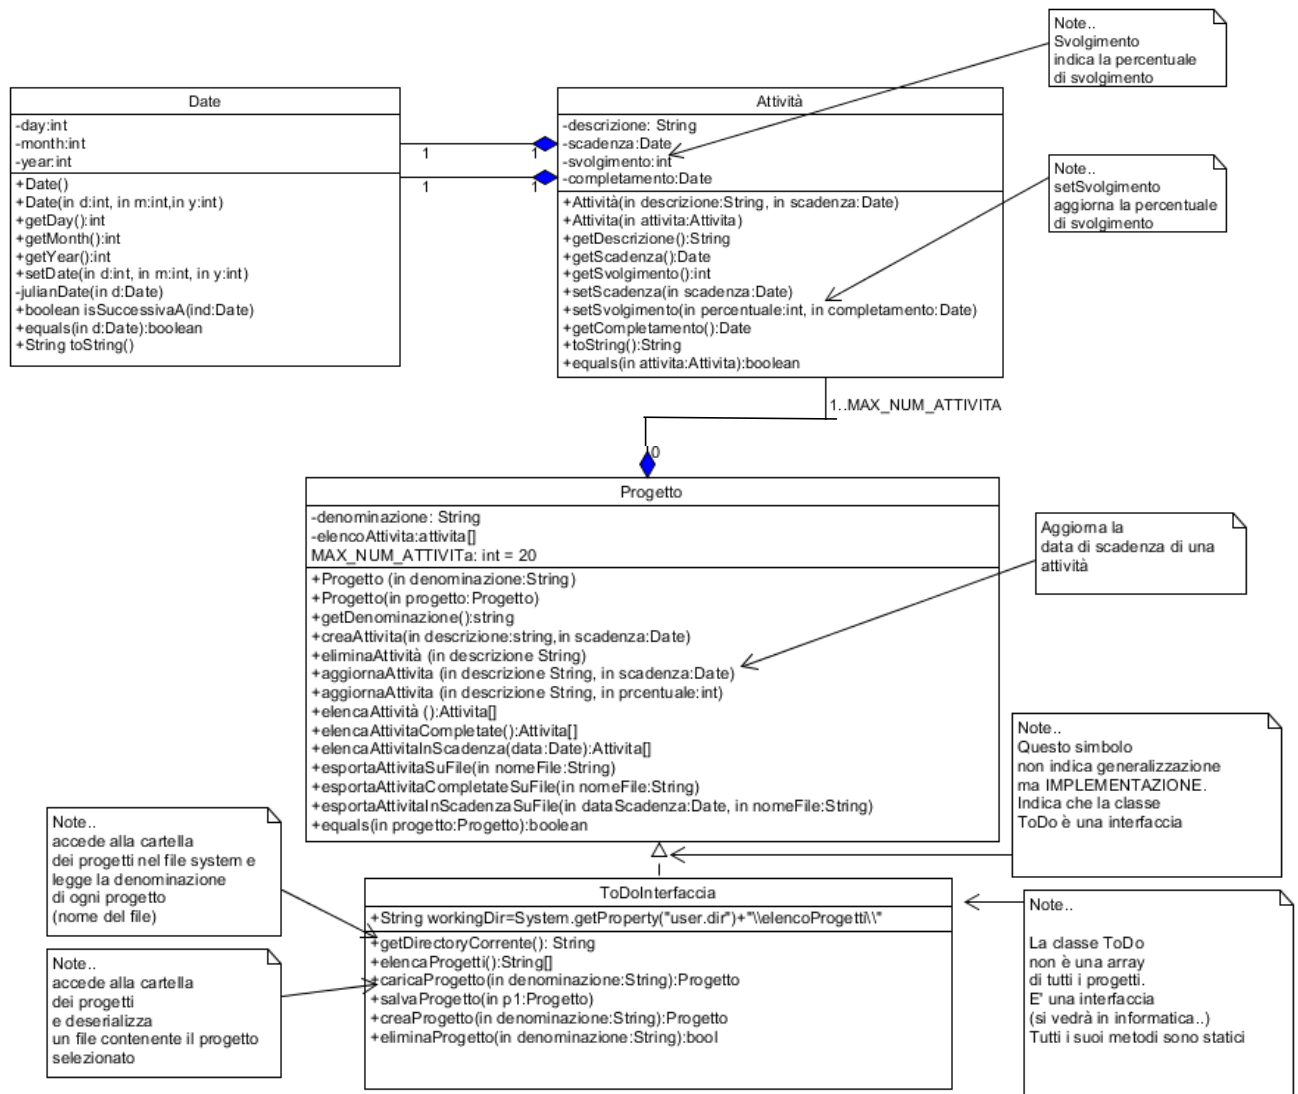 Note..
Svolgimento
indica la percentuale
di svolgimento
Date
-day:int
-month:int
-year:int
+Date()
+Date(in d:int, in m:int,in y:int)
+getDay():int
+getMonth():int
+getYear():int
+setDate(in d:int, in m:int, in y:int)
-julianDate(in d:Date)
+boolean isSuccessivaA(ind:Date)
+equals(in d:Date):boolean
+String toString()
1
1
1
1
Attività
-descrizione: String
-scadenza:Date
-svolgimento:int
-completamento:Date
+Attività(in descrizione:String, in scadenza:Date)
+Attivita(in attivita:Attivita)
+getDescrizione():String
+getScadenza():Date
+getSvolgimento():int
+setScadenza(in scadenza:Date)
+setSvolgimento(in percentuale:int, in completamento:Date)
+getCompletamento():Date
+toString():String
+equals(in attivita:Attivita):boolean
Note..
setSvolgimento
aggiorna la percentuale
di svolgimento
1..MAX_NUM_ATTIVITA
0
Progetto
-denominazione: String
-elencoAttivita:attivita[]
MAX_NUM_ATTIVITa: int = 20
+Progetto (in denominazione:String)
+Progetto(in progetto:Progetto)
+getDenominazione():string
+creaAttivita(in descrizione:string,in scadenza:Date)
+eliminaAttività (in descrizione String)
+aggiornaAttivita (in descrizione String, in scadenza:Date)
+aggiornaAttivita (in descrizione String, in prcentuale:int)
+elencaAttività ():Attivita[]
+elencaAttivitaCompletate():Attivita[]
+elencaAttivitaInScadenza(data:Date):Attivita[]
+esportaAttivitaSuFile(in nomeFile:String)
+esportaAttivitaCompletateSuFile(in nomeFile:String)
+esportaAttivitaInScadenzaSuFile(in dataScadenza:Date, in nomeFile:String)
+equals(in progetto:Progetto):boolean
Aggiorna la
data di scadenza di una
attività
Note..
Questo simbolo
non indica generalizzazione
ma IMPLEMENTAZIONE.
Indica che la classe
ToDo è una interfaccia
Note..
accede alla cartella
dei progetti nel file system e
legge la denominazione
di ogni progetto
(nome del file)
Note..
accede alla cartella
dei progetti
e deserializza
un file contenente il progetto
selezionato
ToDoInterfaccia
+String workingDir=System.getProperty("user.dir")+"\\elencoProgetti\\"
+getDirectoryCorrente(): String
+elencaProgetti():String[]
+caricaProgetto(in denominazione:String):Progetto
+salvaProgetto(in p1:Progetto)
+creaProgetto(in denominazione:String):Progetto
+eliminaProgetto(in denominazione:String):bool
Note..
La classe ToDo
non è una array
di tutti i progetti.
E' una interfaccia
(si vedrà in informatica..)
Tutti i suoi metodi sono statici